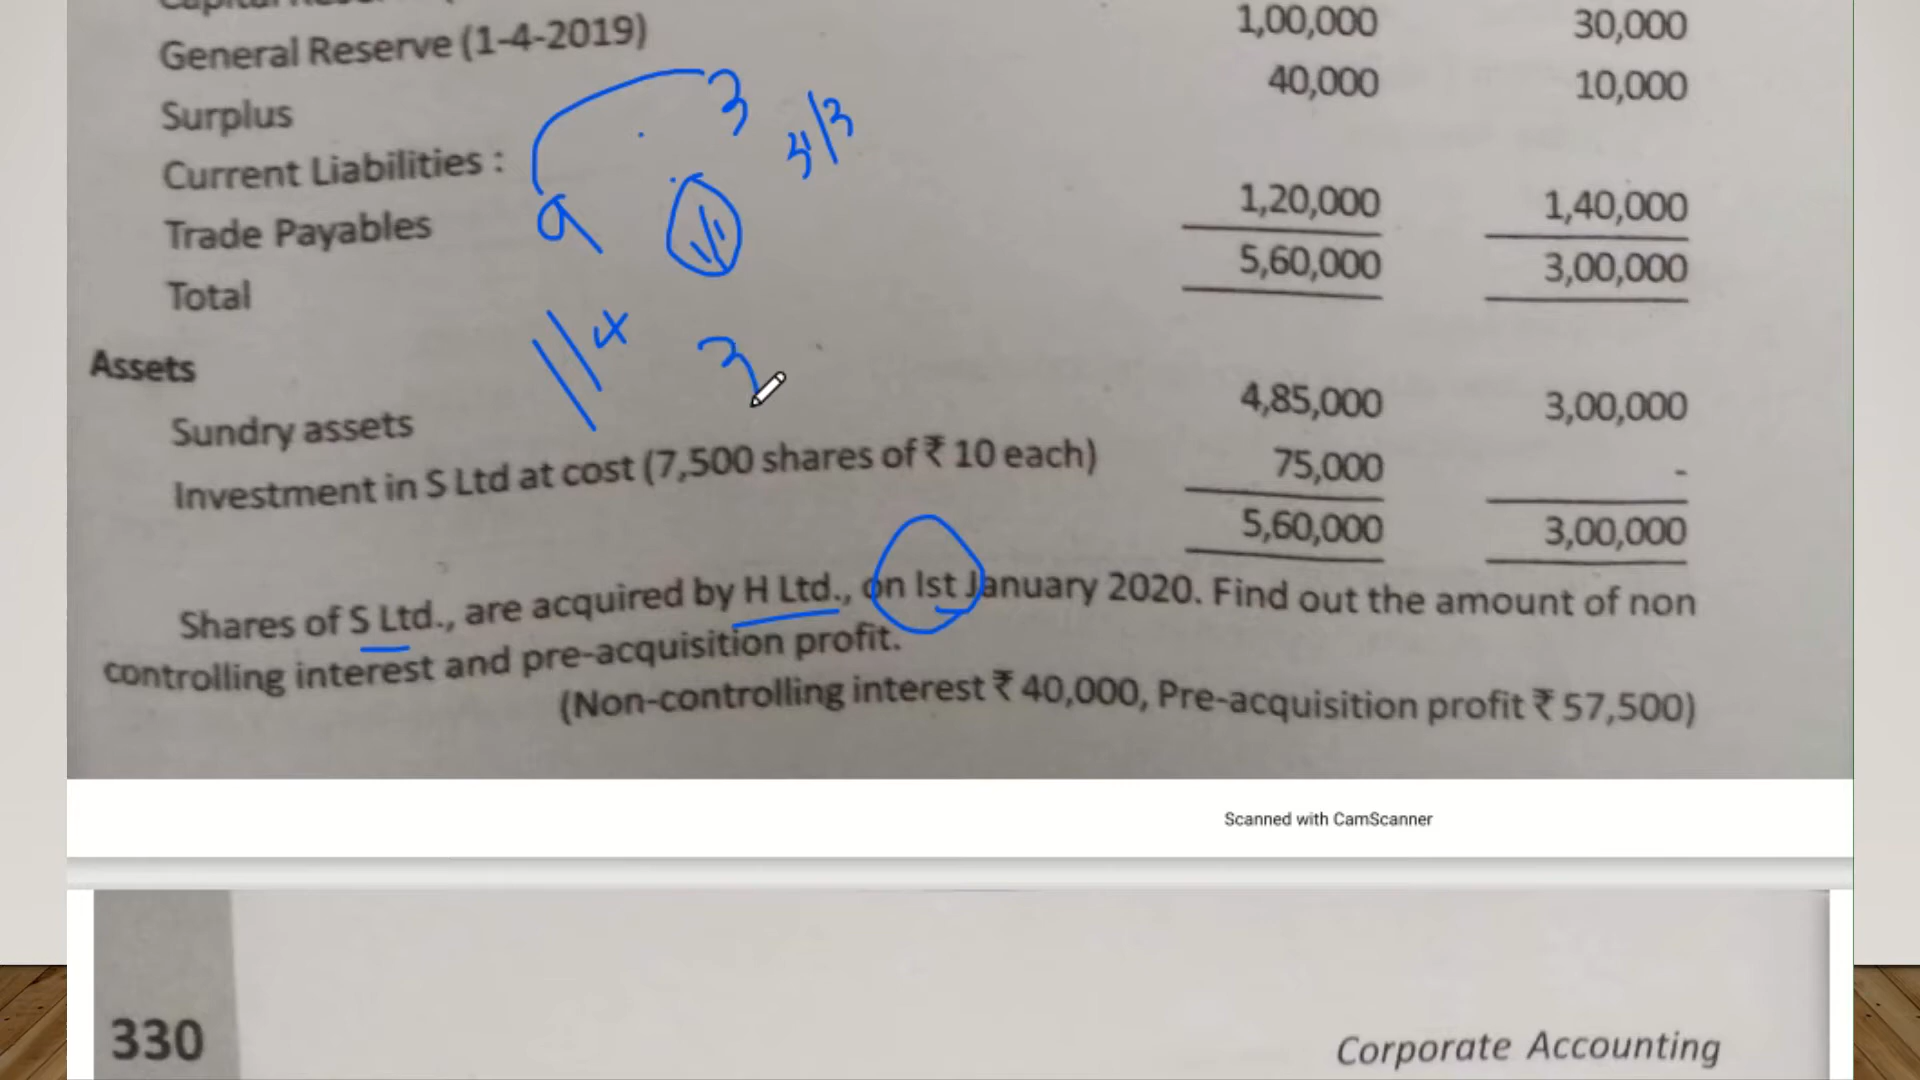 General Reserve (1-4-2019) 1,00,000 30,000
Surplus 40,000 10,000
Current Liabilities :
Trade Payables 1,20,000 1,40,000
Total 5,60,000 3,00,000
Assets
Sundry assets 4,85,000 3,00,000
Investment in S Ltd at cost (7,500 shares of ₹ 10 each) 75,000 -
5,60,000 3,00,000
Shares of S Ltd., are acquired by H Ltd., on Ist January 2020. Find out the amount of non
controlling interest and pre-acquisition profit.
(Non-controlling interest ₹ 40,000, Pre-acquisition profit ₹ 57,500)
3
9
1/1
3
Scanned with CamScanner
330
Corporate Accounting